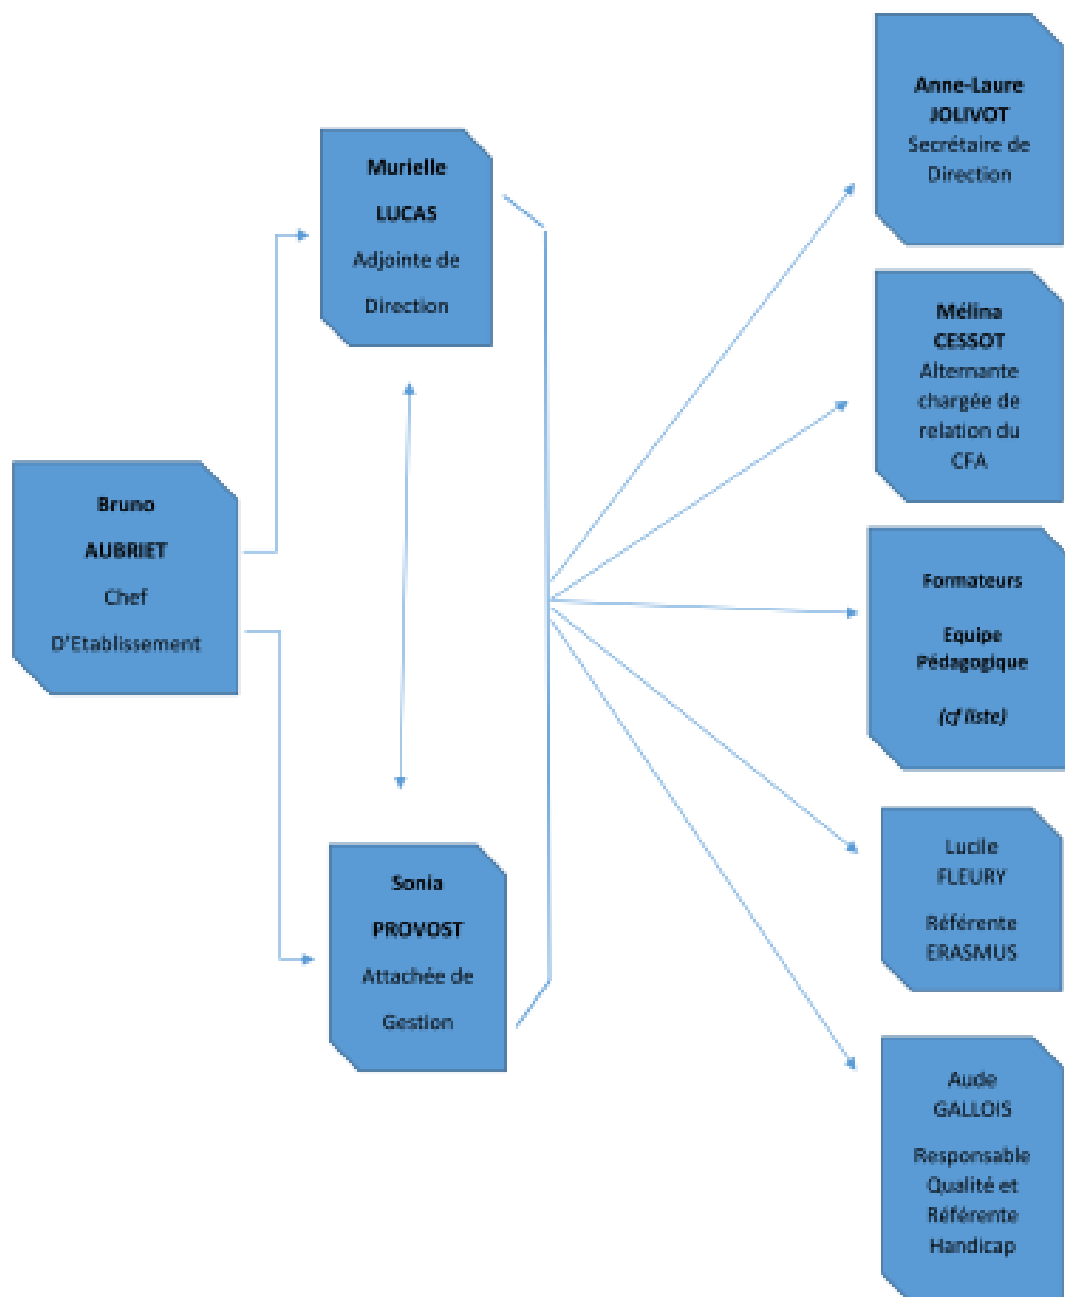 Anne-Laure
JOLIVOT
Secrétaire de
Direction
Murielle
LUCAS
Adjointe de
Direction
Mélina
CESSOT
Alternante
chargée de
relation du
CFA
Bruno
AUBRIET
Chef
D'Etablissement
Formateurs
Equipe
Pédagogique
(cf liste)
Sonia
PROVOST
Attachée de
Gestion
Lucile
FLEURY
Référente
ERASMUS
Aude
GALLOIS
Responsable
Qualité et
Référente
Handicap